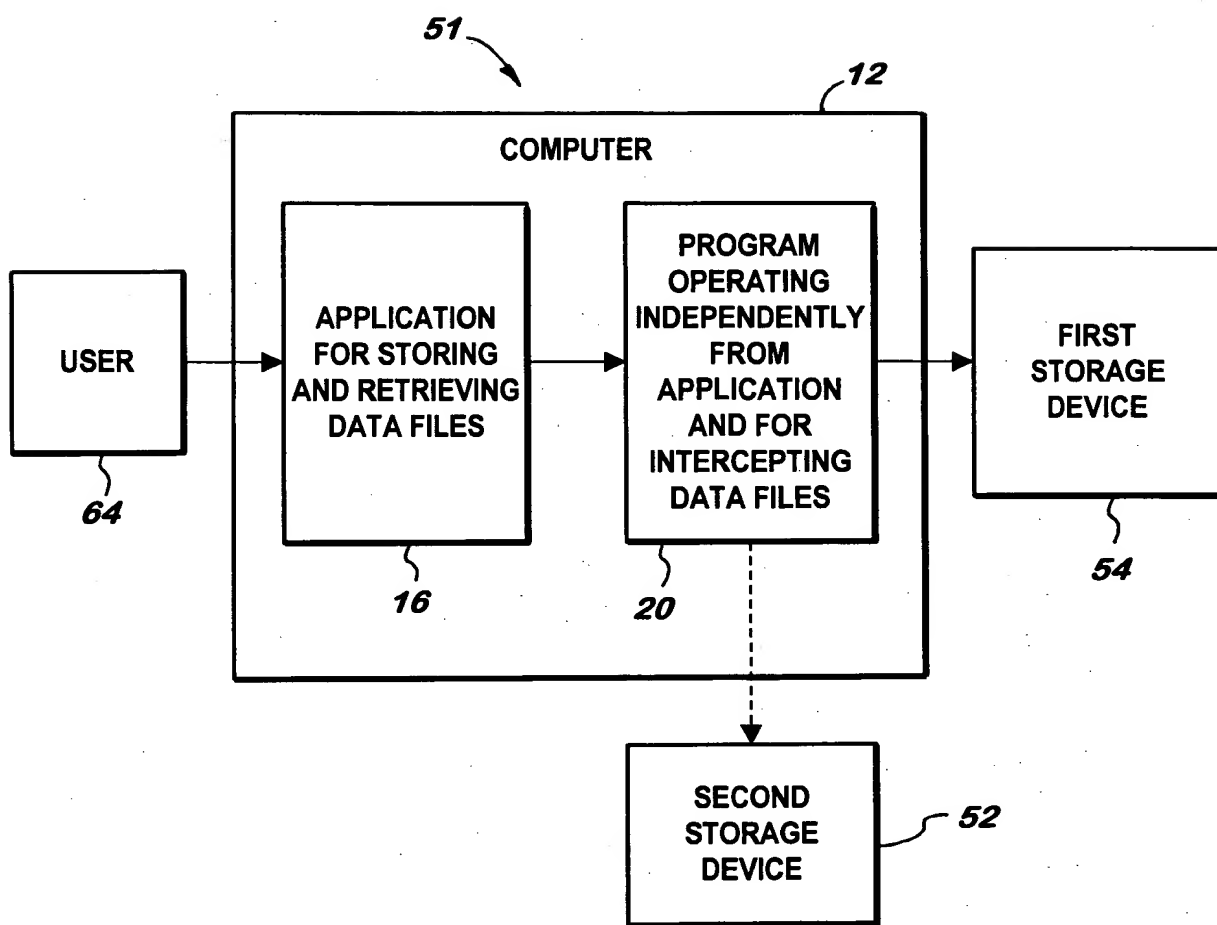 51
12
COMPUTER
USER
64
APPLICATION
FOR STORING
AND RETRIEVING
DATA FILES
16
PROGRAM
OPERATING
INDEPENDENTLY
FROM
APPLICATION
AND FOR
INTERCEPTING
DATA FILES
20
FIRST
STORAGE
DEVICE
54
SECOND
STORAGE
DEVICE
52